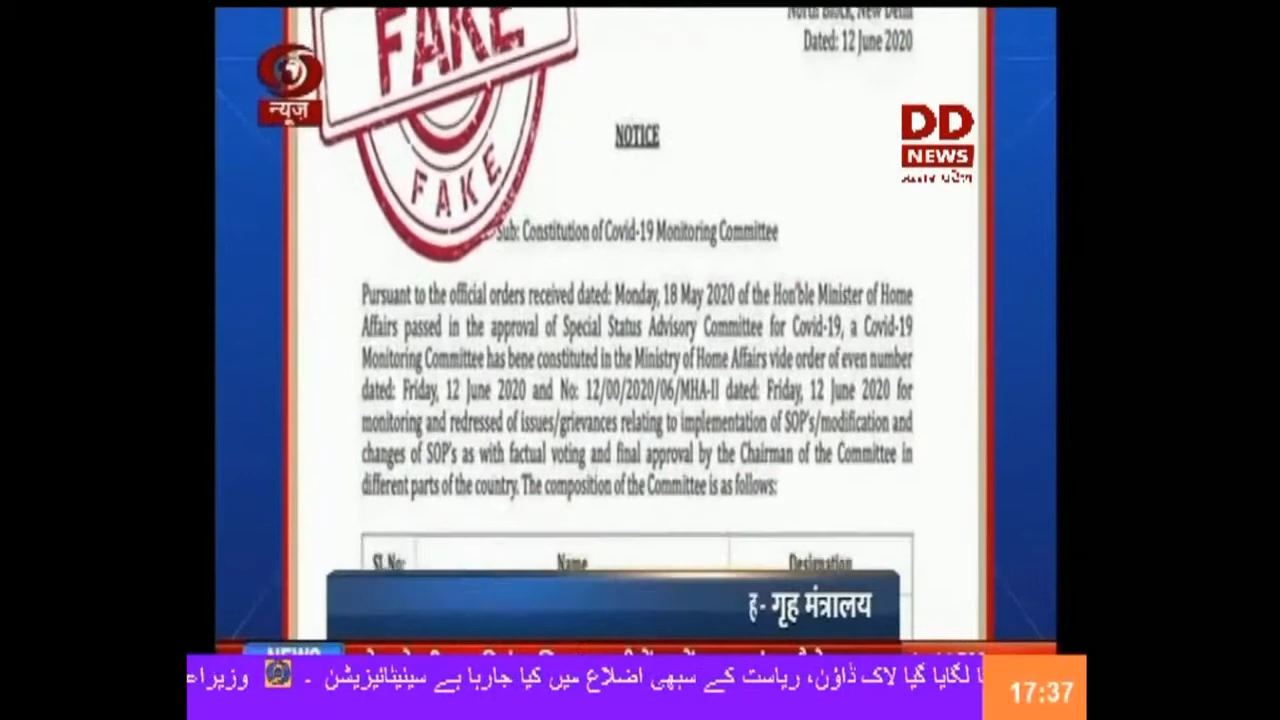 FAKE
North Block, New Delhi
Dated: 12 June 2020
न्यूज़
DD
NEWS
NOTICE
FAKE
Sub: Constitution of Covid-19 Monitoring Committee
Pursuant to the official orders received dated: Monday, 18 May 2020 of the Hon'ble Minister of Home
Affairs passed in the approval of Special Status Advisory Committee for Covid-19, a Covid-19
Monitoring Committee has bene constituted in the Ministry of Home Affairs vide order of even number
dated: Friday, 12 June 2020 and No: 12/00/2020/06/MHA-II dated: Friday, 12 June 2020 for
monitoring and redressed of issues/grievances relating to implementation of SOP's/modification and
changes of SOP's as with factual voting and final approval by the Chairman of the Committee in
different parts of the country. The composition of the Committee is as follows:
Sl. No: Name Designation
ह- गृह मंत्रालय
NEWS
لگایا گیا لاک ڈاؤن، ریاست کے سبھی اضلاع میں کیا جارہا ہے سینیٹائیزیشن ۔
17:37